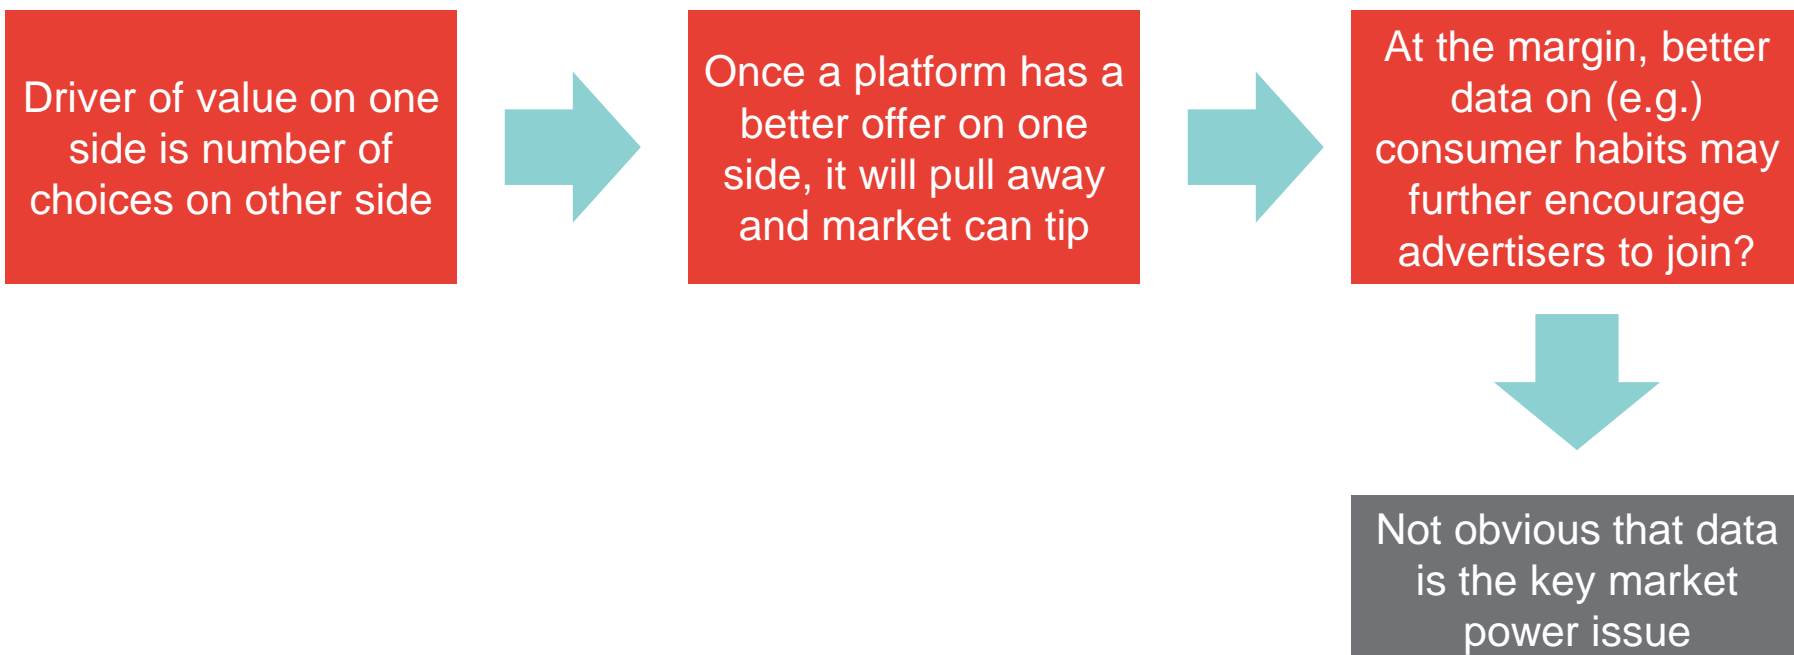 Driver of value on one
side is number of
choices on other side
Once a platform has a
better offer on one
side, it will pull away
and market can tip
At the margin, better
data on (e.g.)
consumer habits may
further encourage
advertisers to join?
Not obvious that data
is the key market
power issue